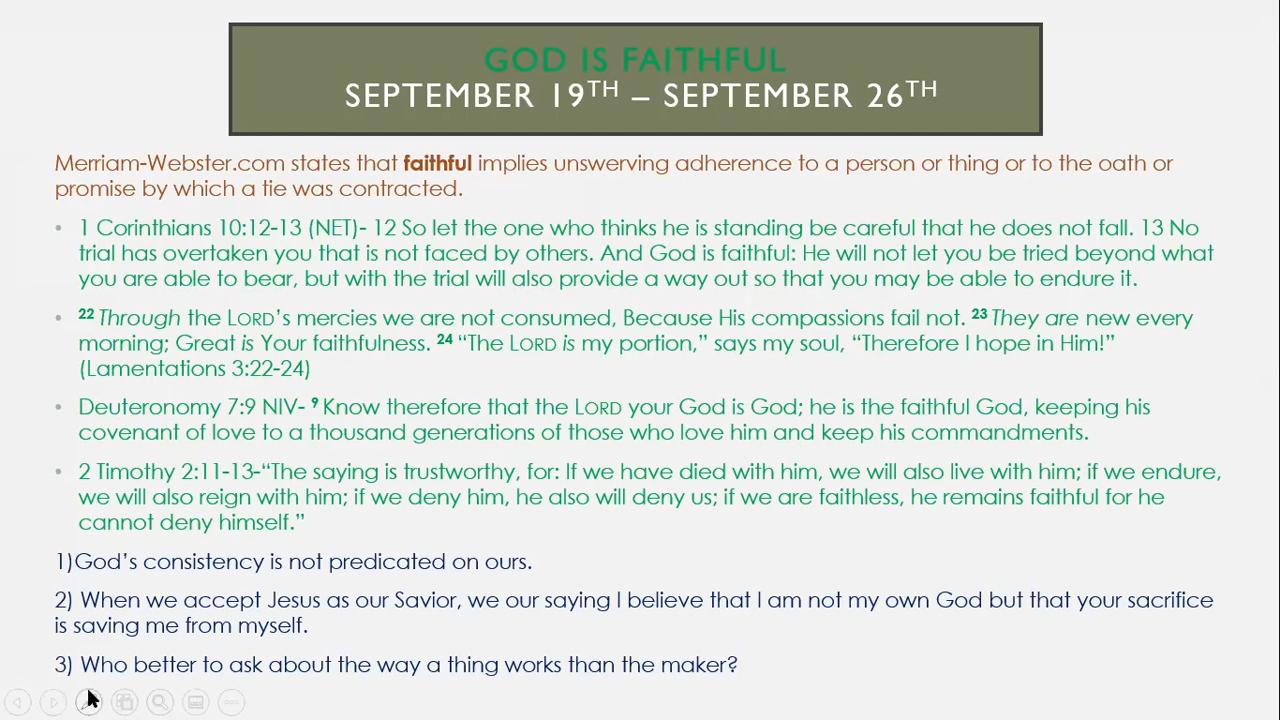 GOD IS FAITHFUL
SEPTEMBER 19TH – SEPTEMBER 26TH
Merriam-Webster.com states that faithful implies unswerving adherence to a person or thing or to the oath or
promise by which a tie was contracted.
• 1 Corinthians 10:12-13 (NET)- 12 So let the one who thinks he is standing be careful that he does not fall. 13 No
trial has overtaken you that is not faced by others. And God is faithful: He will not let you be tried beyond what
you are able to bear, but with the trial will also provide a way out so that you may be able to endure it.
• 22 Through the LORD’s mercies we are not consumed, Because His compassions fail not. 23 They are new every
morning; Great is Your faithfulness. 24 “The LORD is my portion,” says my soul, “Therefore I hope in Him!”
(Lamentations 3:22-24)
• Deuteronomy 7:9 NIV- 9 Know therefore that the LORD your God is God; he is the faithful God, keeping his
covenant of love to a thousand generations of those who love him and keep his commandments.
• 2 Timothy 2:11-13-“The saying is trustworthy, for: If we have died with him, we will also live with him; if we endure,
we will also reign with him; if we deny him, he also will deny us; if we are faithless, he remains faithful for he
cannot deny himself.”
1)God’s consistency is not predicated on ours.
2) When we accept Jesus as our Savior, we our saying I believe that I am not my own God but that your sacrifice
is saving me from myself.
3) Who better to ask about the way a thing works than the maker?